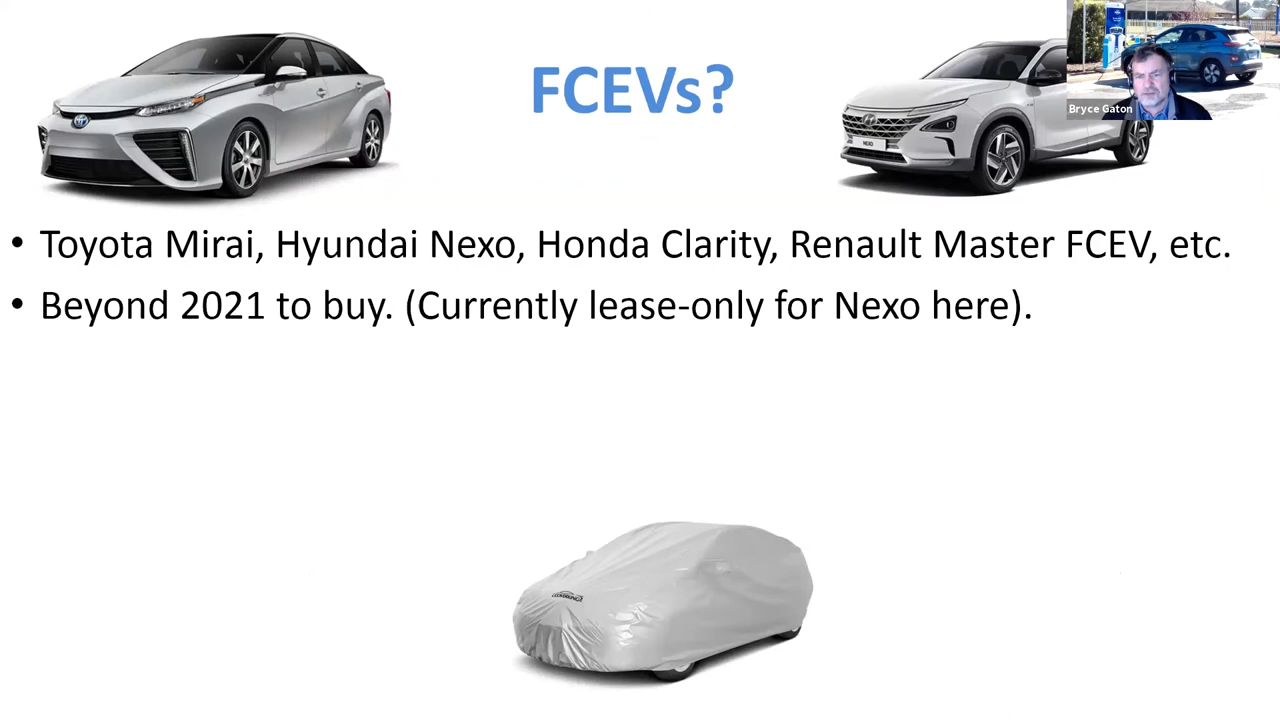 FCEVs?
Bryce Gaton
NEXO
• Toyota Mirai, Hyundai Nexo, Honda Clarity, Renault Master FCEV, etc.
• Beyond 2021 to buy. (Currently lease-only for Nexo here).